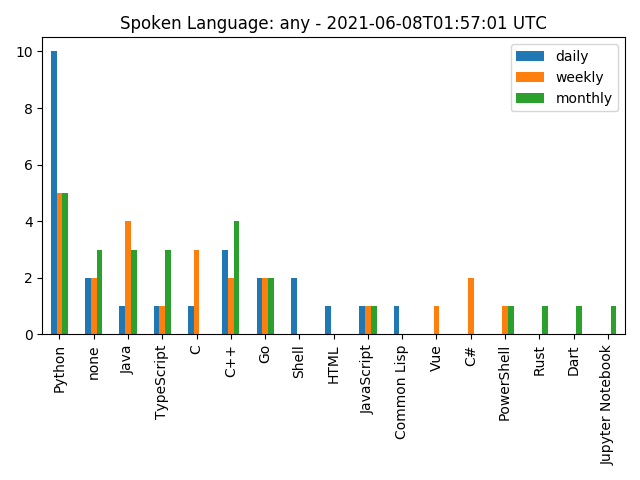 Spoken Language: any - 2021-06-08T01:57:01 UTC
daily
weekly
monthly
10
8
6
4
2
0
Python
none
Java
TypeScript
C
C++
Go
Shell
HTML
JavaScript
Common Lisp
Vue
C#
PowerShell
Rust
Dart
Jupyter Notebook